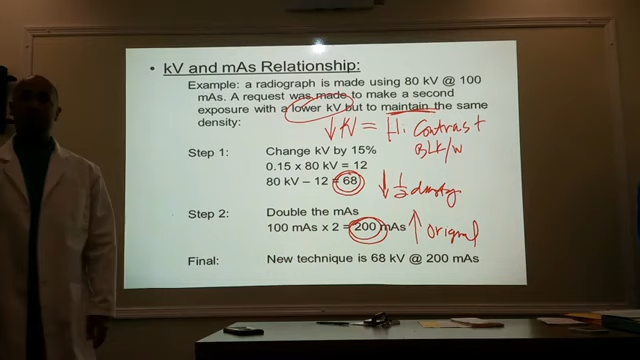 • kV and mAs Relationship:
Example: a radiograph is made using 80 kV @ 100
mAs. A request was made to make a second
exposure with a lower kV but to maintain the same
density:
↓ KV = Hi Contrast
BLK/W
Step 1: Change kV by 15%
0.15 x 80 kV = 12
80 kV – 12 = 68
↓ 1/2 density
Step 2: Double the mAs
100 mAs x 2 = 200 mAs
↑ Original
Final: New technique is 68 kV @ 200 mAs